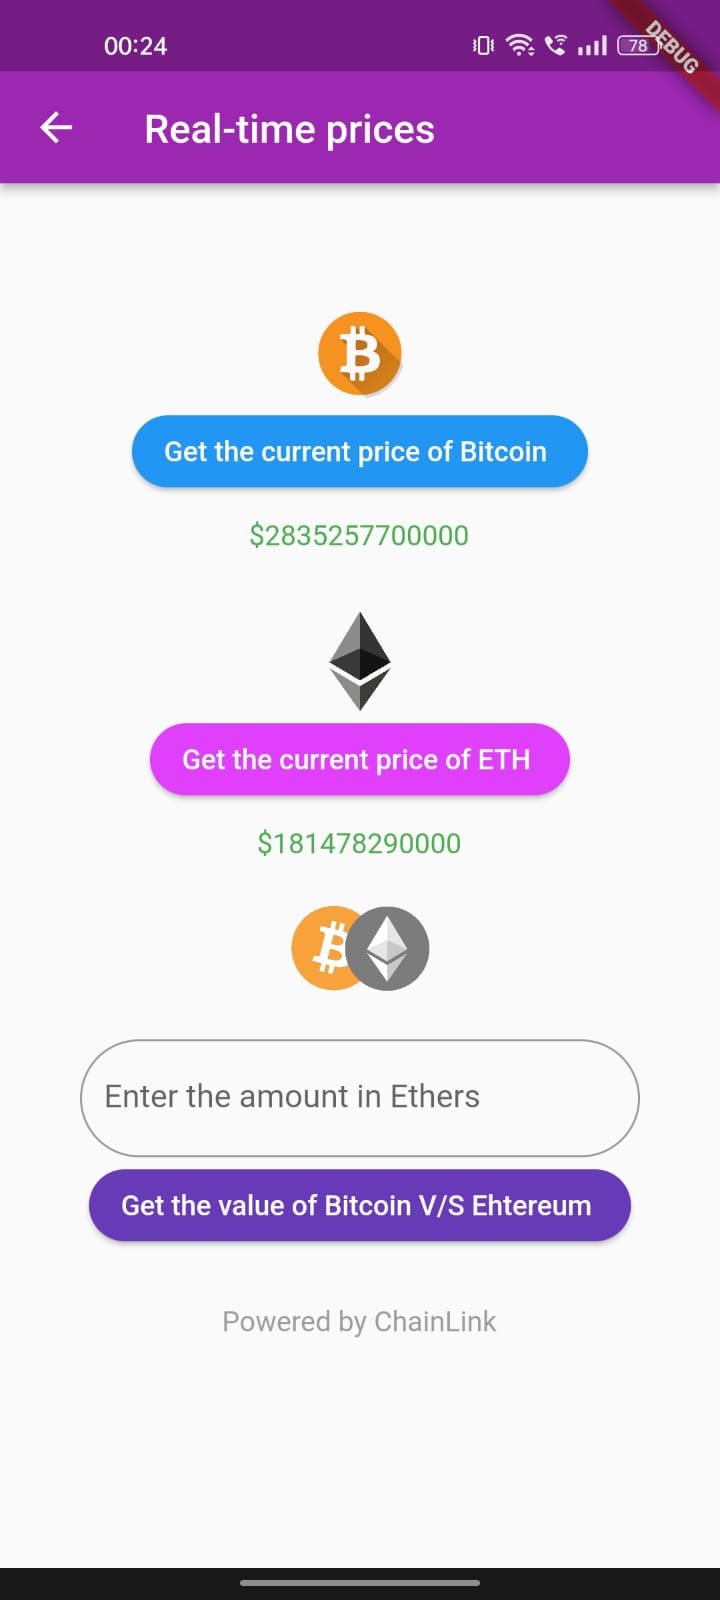 00:24
78
DEBUG
Real-time prices
Get the current price of Bitcoin
$2835257700000
Get the current price of ETH
$181478290000
Enter the amount in Ethers
Get the value of Bitcoin V/S Ehtereum
Powered by ChainLink